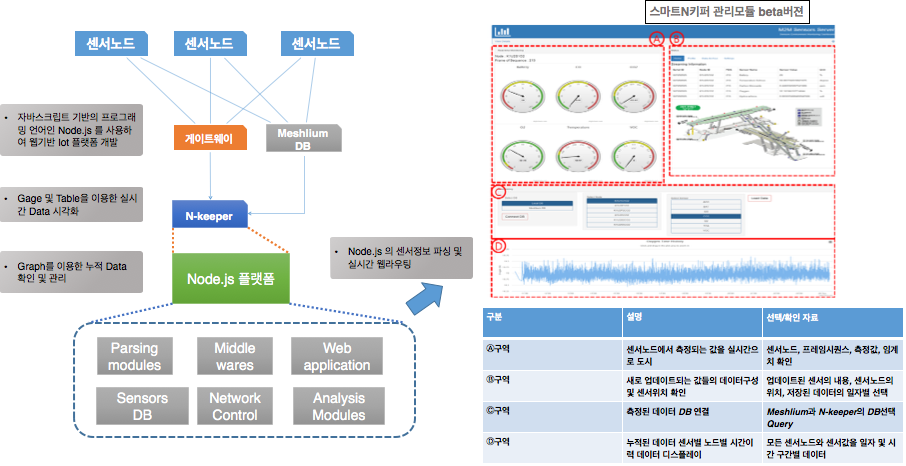 스마트N키퍼 관리모듈 beta버젼
센서노드
센서노드
센서노드
• 자바스크립트 기반의 프로그래
밍 언어인 Node.js 를 사용하
여 웹기반 Iot 플랫폼 개발
게이트웨이
Meshlium
DB
• Gage 및 Table을 이용한 실시
간 Data 시각화
N-keeper
• Graph를 이용한 누적 Data
확인 및 관리
Node.js 플랫폼
• Node.js 의 센서정보 파싱 및
실시간 웹라우팅
Parsing
modules
Middle
wares
Web
application
Sensors
DB
Network
Control
Analysis
Modules
A
B
C
D
구분
설명
선택/확인 자료
Ⓐ구역
센서노드에서 측정되는 값을 실시간으
로 도시
센서노드, 프레임시퀀스, 측정값, 임계
치 확인
Ⓑ구역
새로 업데이트되는 값들의 데이터구성
및 센서위치 확인
업데이트된 센서의 내용, 센서노드의
위치, 저장된 데이터의 일자별 선택
Ⓒ구역
측정된 데이터 DB 연결
Meshlium과 N-keeper의 DB선택
Query
Ⓓ구역
누적된 데이터 센서별 노드별 시간이
력 데이터 디스플레이
모든 센서노드와 센서값을 일자 및 시
간 구간별 데이터